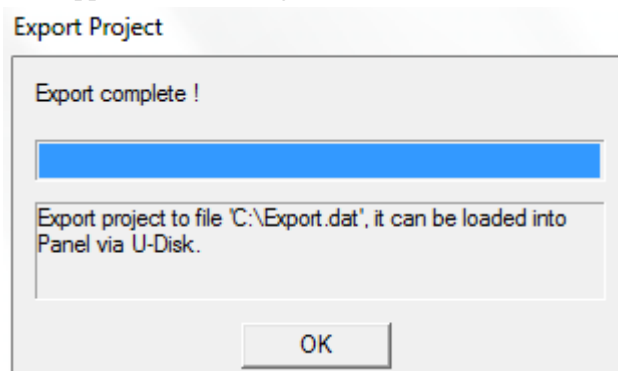 Export Project
Export complete !
Export project to file 'C:\Export.dat', it can be loaded into
Panel via U-Disk.
OK